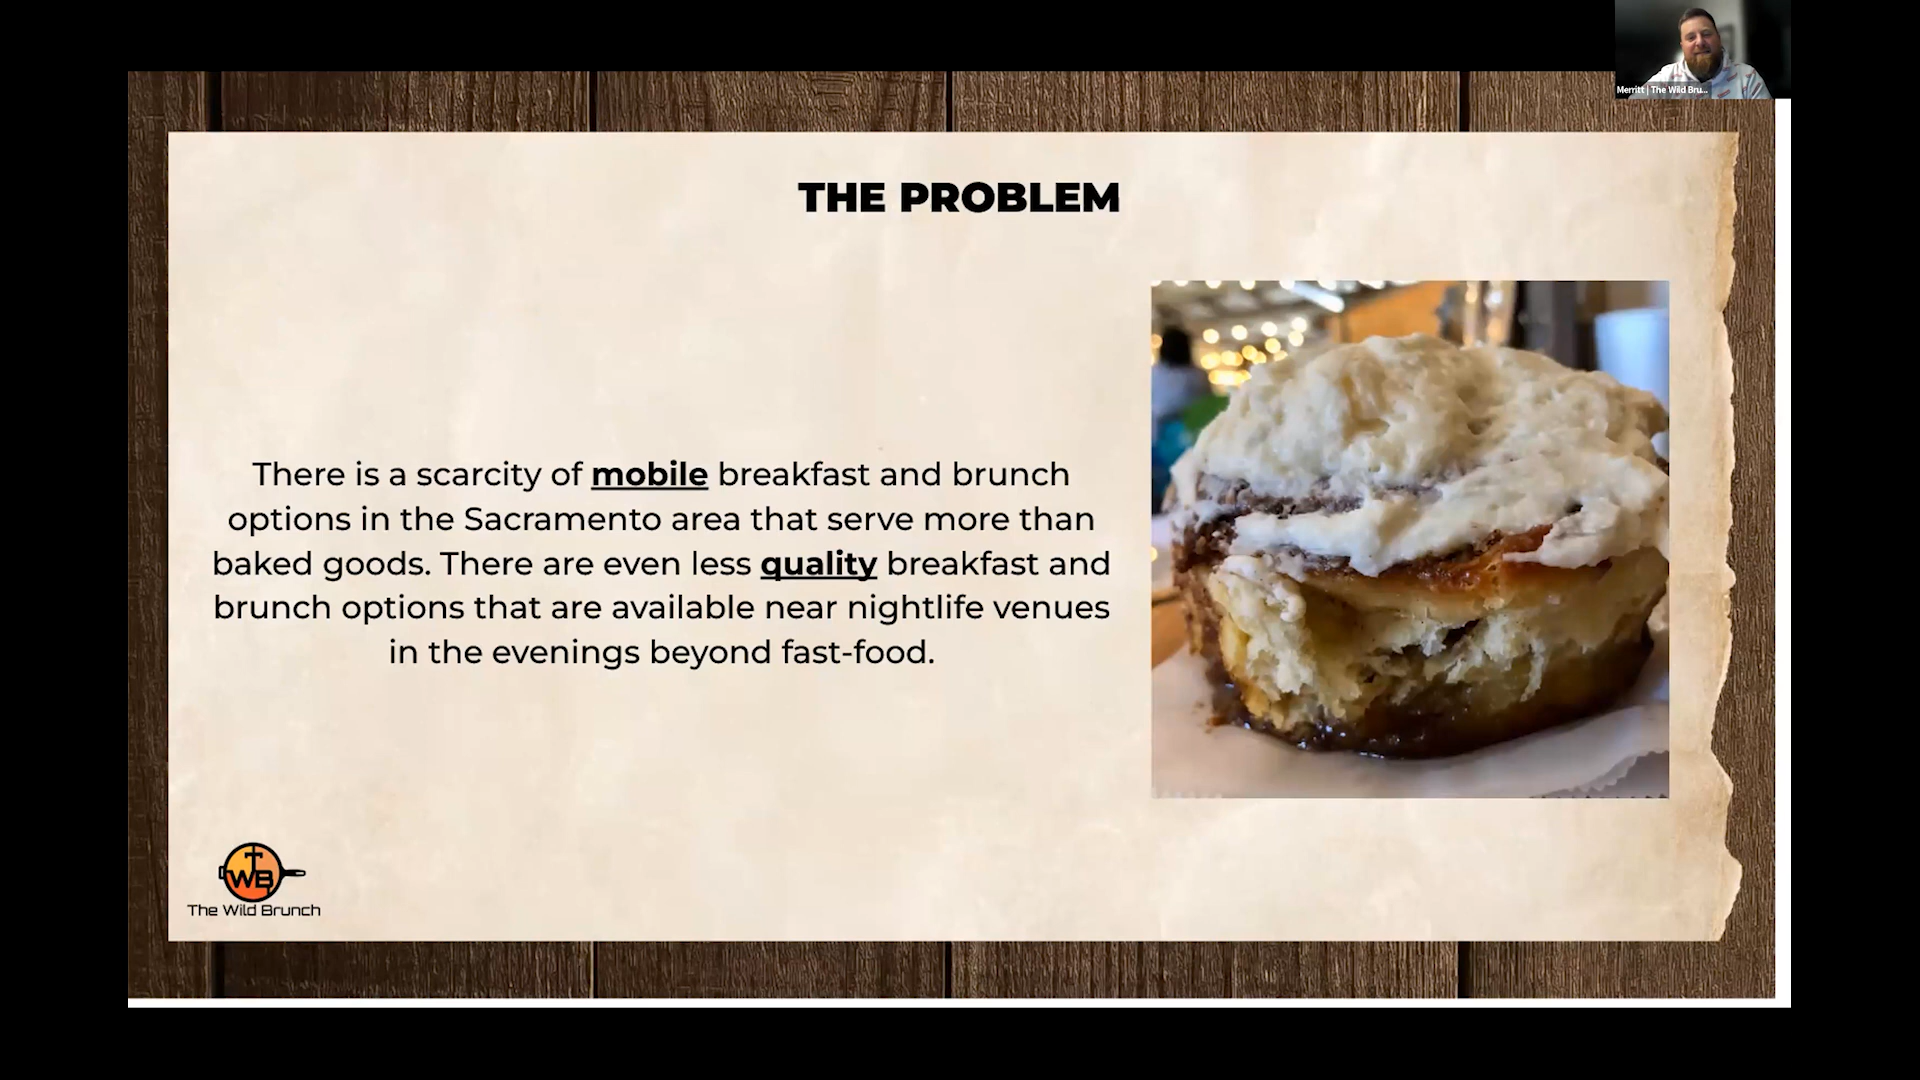 Merritt | The Wild Bru...
THE PROBLEM
There is a scarcity of mobile breakfast and brunch
options in the Sacramento area that serve more than
baked goods. There are even less quality breakfast and
brunch options that are available near nightlife venues
in the evenings beyond fast-food.
TWB
The Wild Brunch